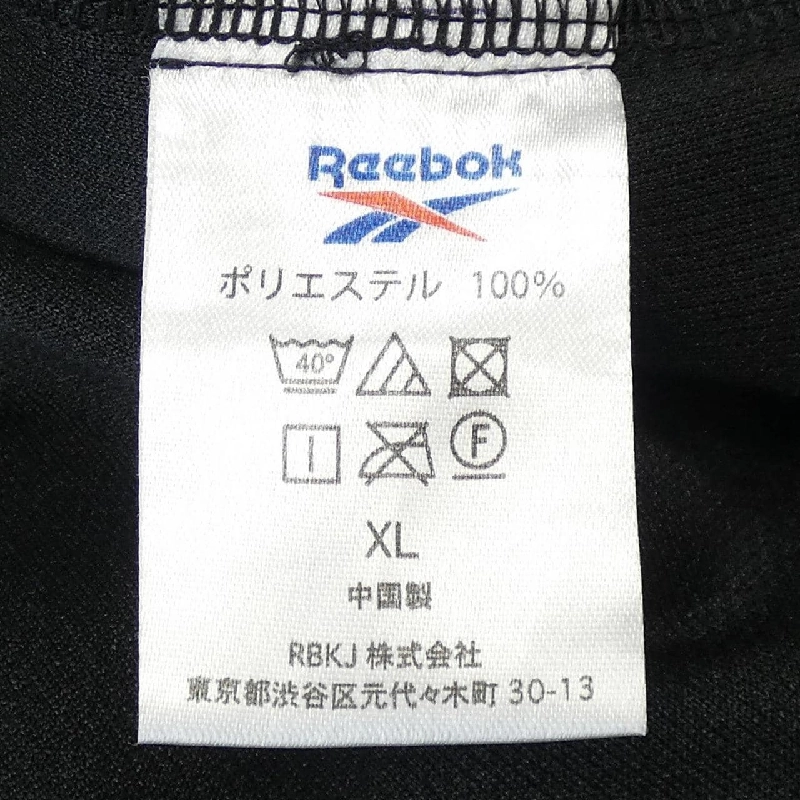 Reebok
ポリエステル 100%
40°
F
XL
中国製
RBKJ 株式会社
東京都渋谷区元代々木町 30-13